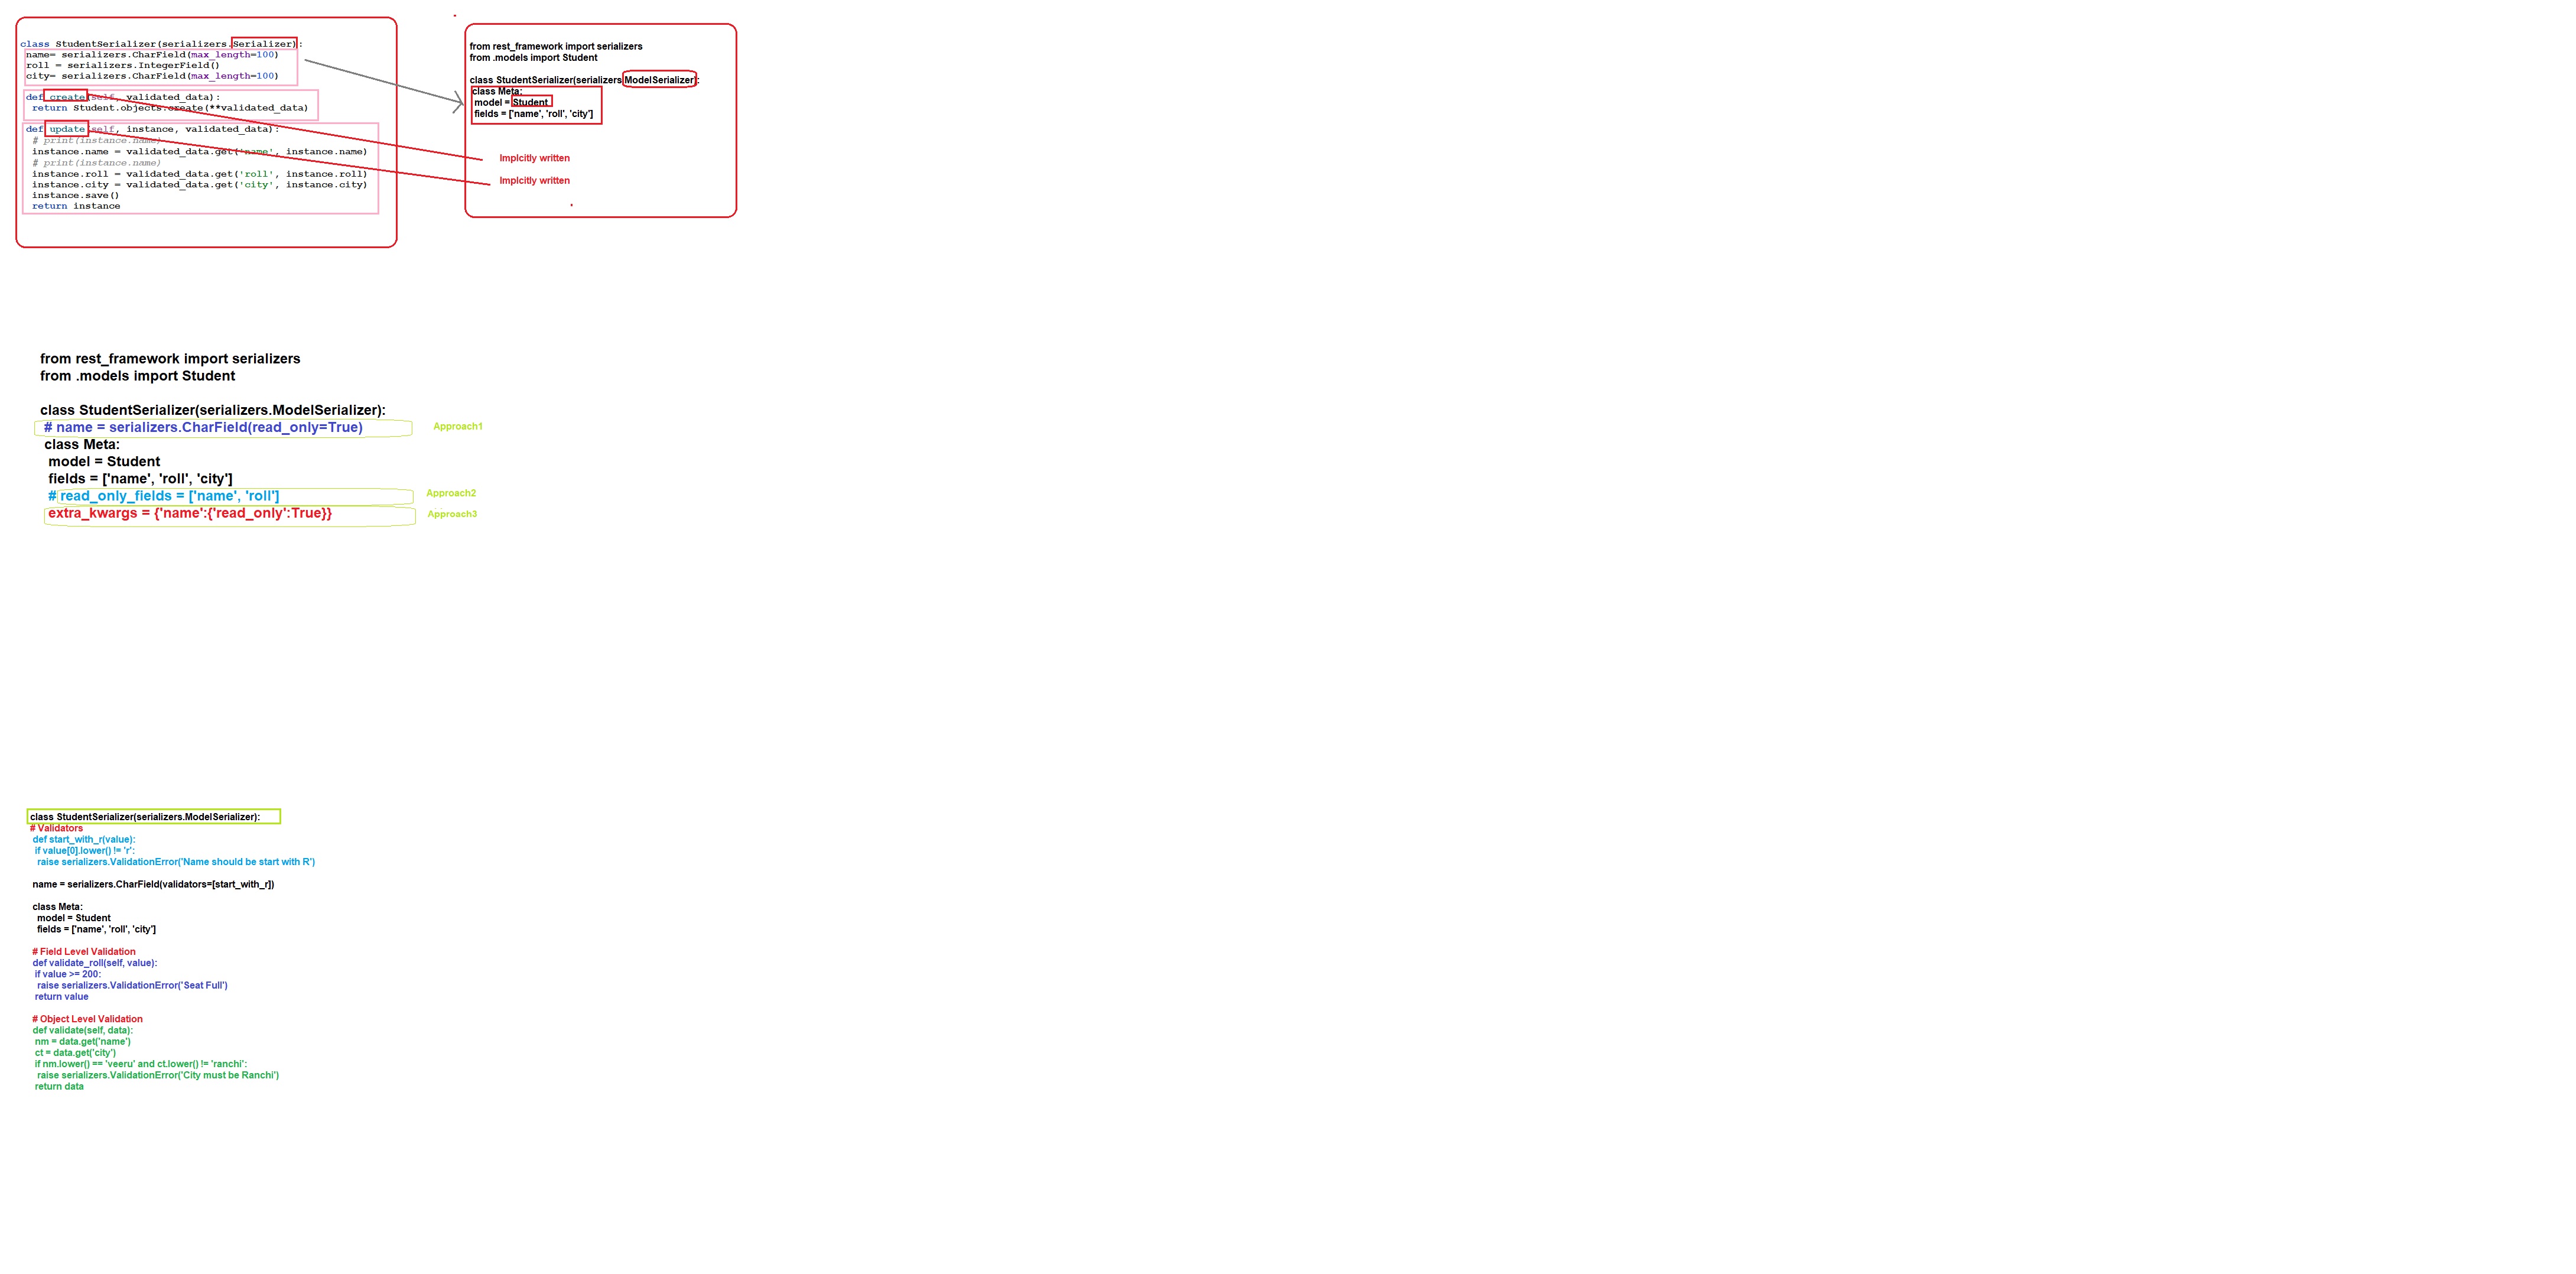 class StudentSerializer(serializers.Serializer):
name= serializers.CharField(max_length=100)
roll = serializers.IntegerField()
city= serializers.CharField(max_length=100)
def create(self, validated_data):
return Student.objects.create(**validated_data)
def update(self, instance, validated_data):
# print(instance.name)
instance.name = validated_data.get('name', instance.name)
# print(instance.name)
instance.roll = validated_data.get('roll', instance.roll)
instance.city = validated_data.get('city', instance.city)
instance.save()
return instance
from rest_framework import serializers
from .models import Student
class StudentSerializer(serializers.ModelSerializer):
class Meta:
model = Student
fields = ['name', 'roll', 'city']
Implcitly written
Implcitly written
from rest_framework import serializers
from .models import Student
class StudentSerializer(serializers.ModelSerializer):
# name = serializers.CharField(read_only=True) Approach1
class Meta:
model = Student
fields = ['name', 'roll', 'city']
# read_only_fields = ['name', 'roll'] Approach2
extra_kwargs = {'name':{'read_only':True}} Approach3
class StudentSerializer(serializers.ModelSerializer):
# Validators
def start_with_r(value):
if value[0].lower() != 'r':
raise serializers.ValidationError('Name should be start with R')
name = serializers.CharField(validators=[start_with_r])
class Meta:
model = Student
fields = ['name', 'roll', 'city']
# Field Level Validation
def validate_roll(self, value):
if value >= 200:
raise serializers.ValidationError('Seat Full')
return value
# Object Level Validation
def validate(self, data):
nm = data.get('name')
ct = data.get('city')
if nm.lower() == 'veeru' and ct.lower() != 'ranchi':
raise serializers.ValidationError('City must be Ranchi')
return data